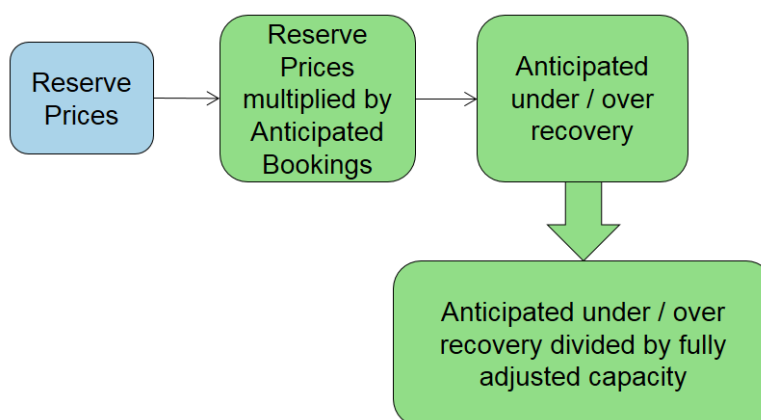 Reserve
Prices
Reserve
Prices
multiplied by
Anticipated
Bookings
Anticipated
under / over
recovery
Anticipated under / over
recovery divided by fully
adjusted capacity